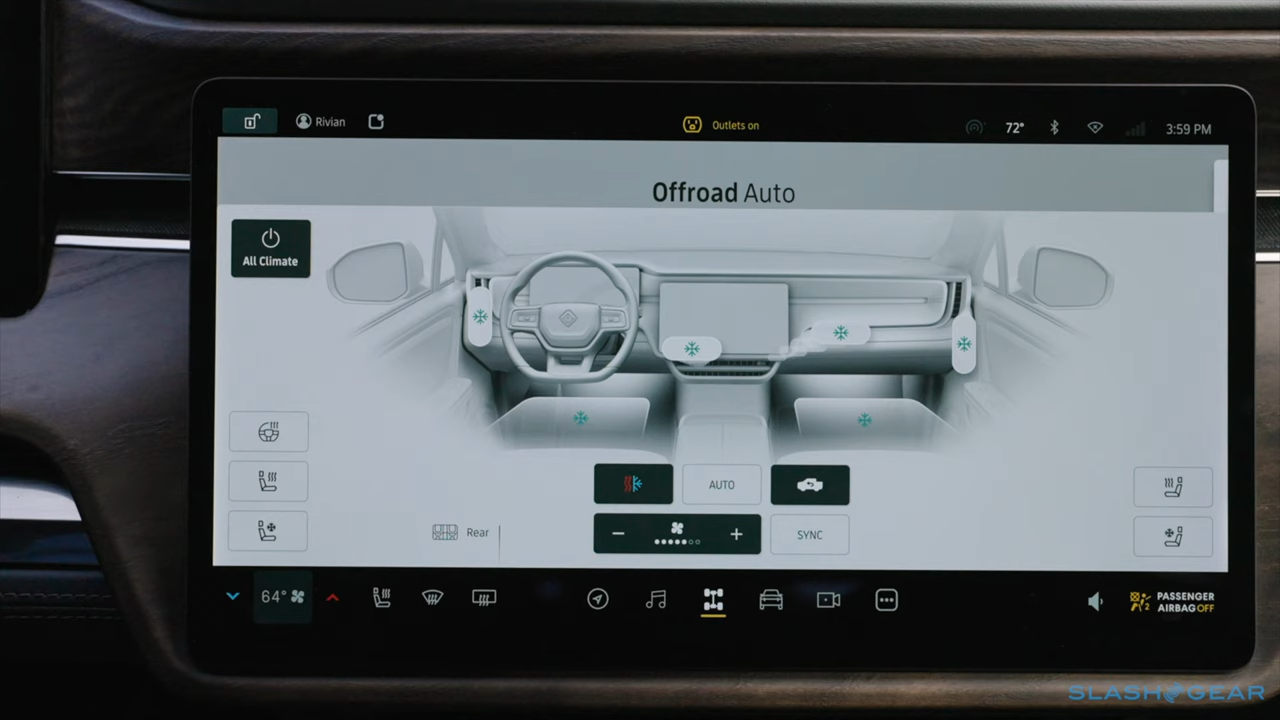 Rivian
Outlets on
72°
3:59 PM
Offroad Auto
All Climate
AUTO
Rear
SYNC
64°
PASSENGER
AIRBAG OFF
2
SLASHGEAR